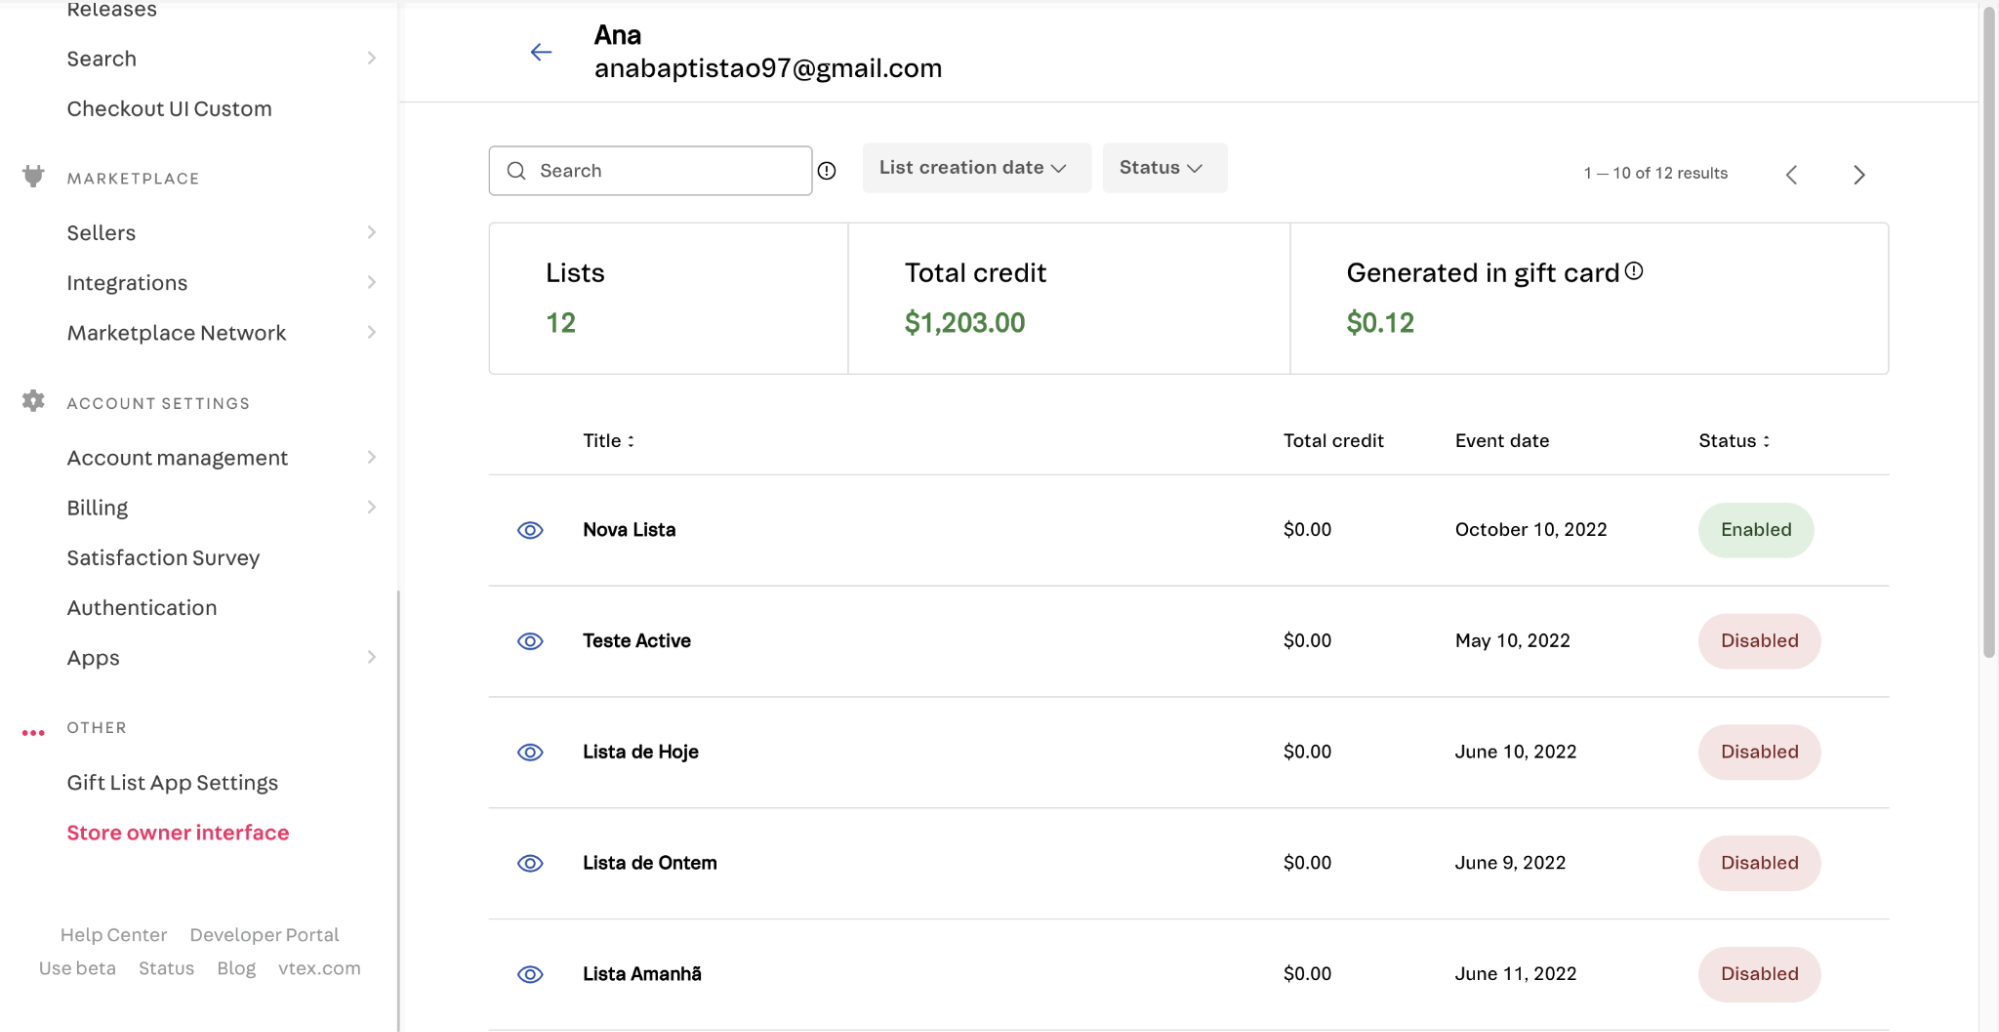 Releases
Search
Checkout UI Custom
MARKETPLACE
Sellers
Integrations
Marketplace Network
ACCOUNT SETTINGS
Account management
Billing
Satisfaction Survey
Authentication
Apps
OTHER
Gift List App Settings
Store owner interface
Help Center Developer Portal
Use beta Status Blog vtex.com
Ana
anabaptistao97@gmail.com
Search List creation date Status 1 — 10 of 12 results
Lists Total credit Generated in gift card
12 $1,203.00 $0.12
Title Total credit Event date Status
Nova Lista $0.00 October 10, 2022 Enabled
Teste Active $0.00 May 10, 2022 Disabled
Lista de Hoje $0.00 June 10, 2022 Disabled
Lista de Ontem $0.00 June 9, 2022 Disabled
Lista Amanhã $0.00 June 11, 2022 Disabled